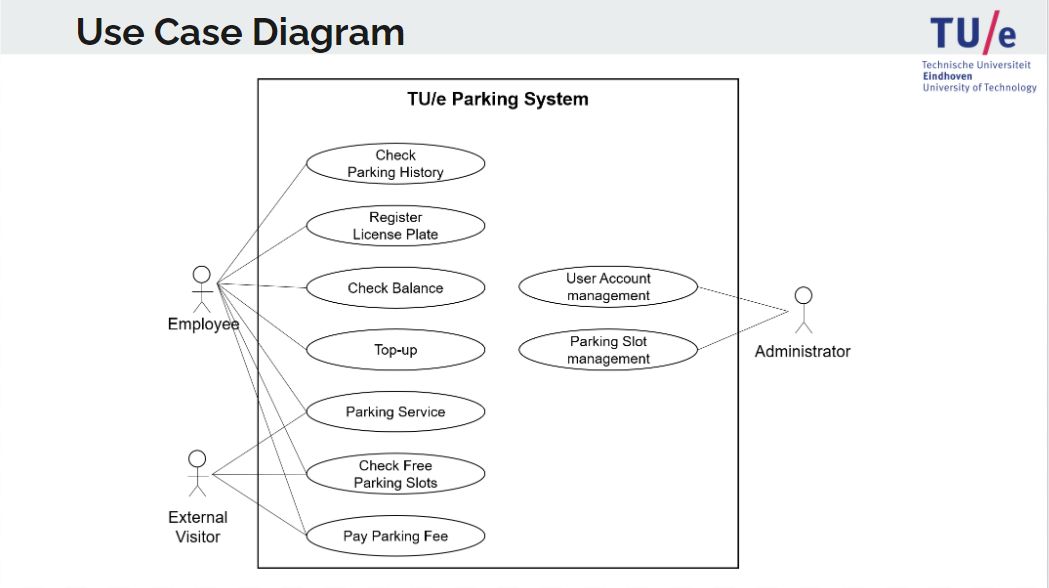 Use Case Diagram
TU/e
Technische Universiteit
Eindhoven
University of Technology
TU/e Parking System
Check
Parking History
Register
License Plate
Check Balance
Top-up
Parking Service
Check Free
Parking Slots
Pay Parking Fee
User Account
management
Parking Slot
management
Employee
External
Visitor
Administrator